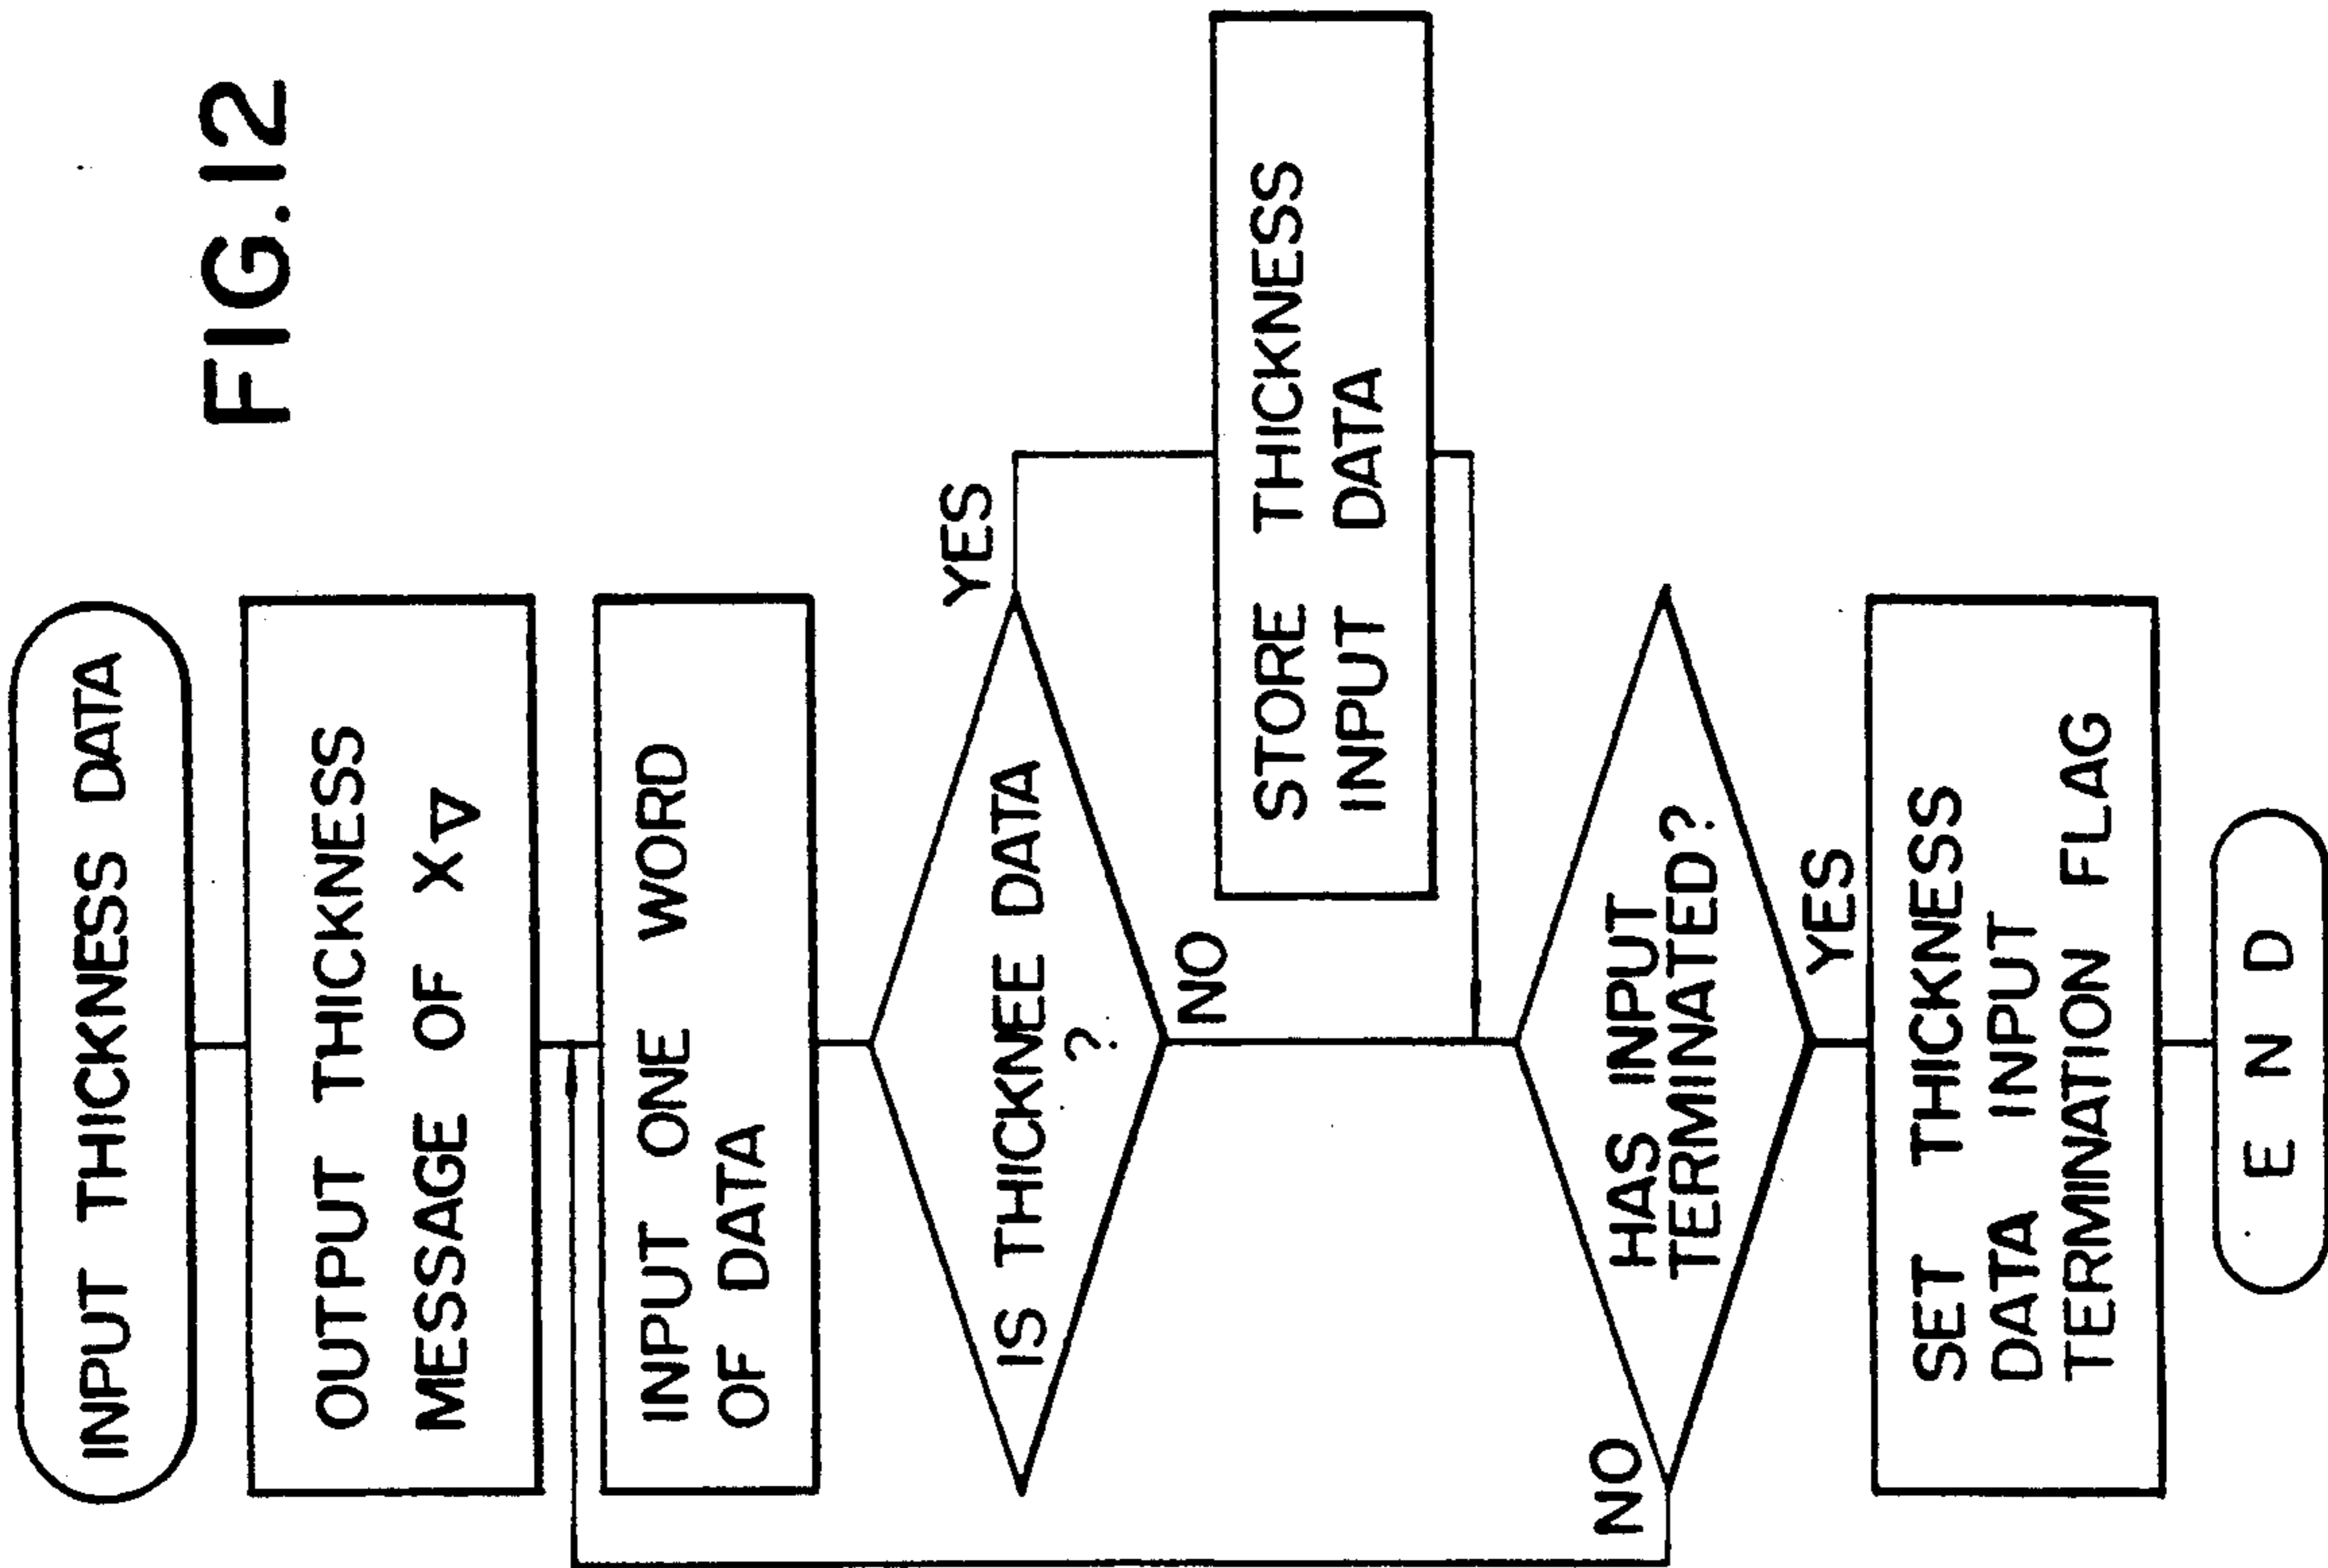 FIG.12
INPUT THICKNESS DATA
OUTPUT THICKNESS
MESSAGE OF X▽
INPUT ONE WORD
OF DATA
IS THICKNEE DATA
?
YES
NO
STORE THICKNESS
INPUT DATA
HAS INPUT
TERMINATED?
NO
YES
SET THICKNESS
DATA INPUT
TERMINATION FLAG
END